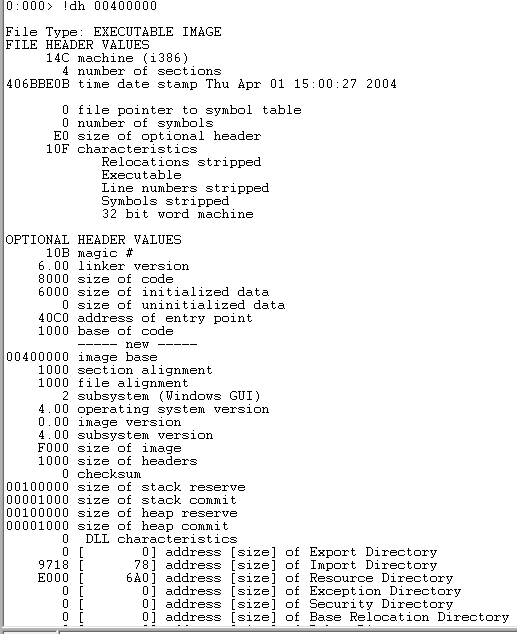 0:000> !dh 00400000
File Type: EXECUTABLE IMAGE
FILE HEADER VALUES
14C machine (i386)
4 number of sections
406BBE0B time date stamp Thu Apr 01 15:00:27 2004
0 file pointer to symbol table
0 number of symbols
E0 size of optional header
10F characteristics
Relocations stripped
Executable
Line numbers stripped
Symbols stripped
32 bit word machine
OPTIONAL HEADER VALUES
10B magic #
6.00 linker version
8000 size of code
6000 size of initialized data
0 size of uninitialized data
40C0 address of entry point
1000 base of code
----- new -----
00400000 image base
1000 section alignment
1000 file alignment
2 subsystem (Windows GUI)
4.00 operating system version
0.00 image version
4.00 subsystem version
F000 size of image
1000 size of headers
0 checksum
00100000 size of stack reserve
00001000 size of stack commit
00100000 size of heap reserve
00001000 size of heap commit
0 DLL characteristics
0 [ 0] address [size] of Export Directory
9718 [ 78] address [size] of Import Directory
E000 [ 6A0] address [size] of Resource Directory
0 [ 0] address [size] of Exception Directory
0 [ 0] address [size] of Security Directory
0 [ 0] address [size] of Base Relocation Directory